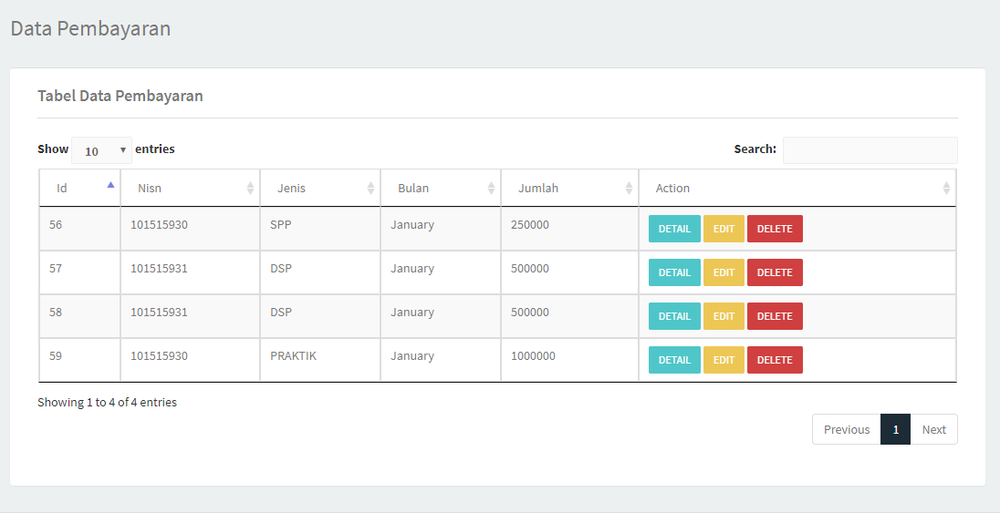 Data Pembayaran
Tabel Data Pembayaran
Show 10 entries Search:
Id Nisn Jenis Bulan Jumlah Action
56 101515930 SPP January 250000 DETAIL EDIT DELETE
57 101515931 DSP January 500000 DETAIL EDIT DELETE
58 101515931 DSP January 500000 DETAIL EDIT DELETE
59 101515930 PRAKTIK January 1000000 DETAIL EDIT DELETE
Showing 1 to 4 of 4 entries
Previous 1 Next